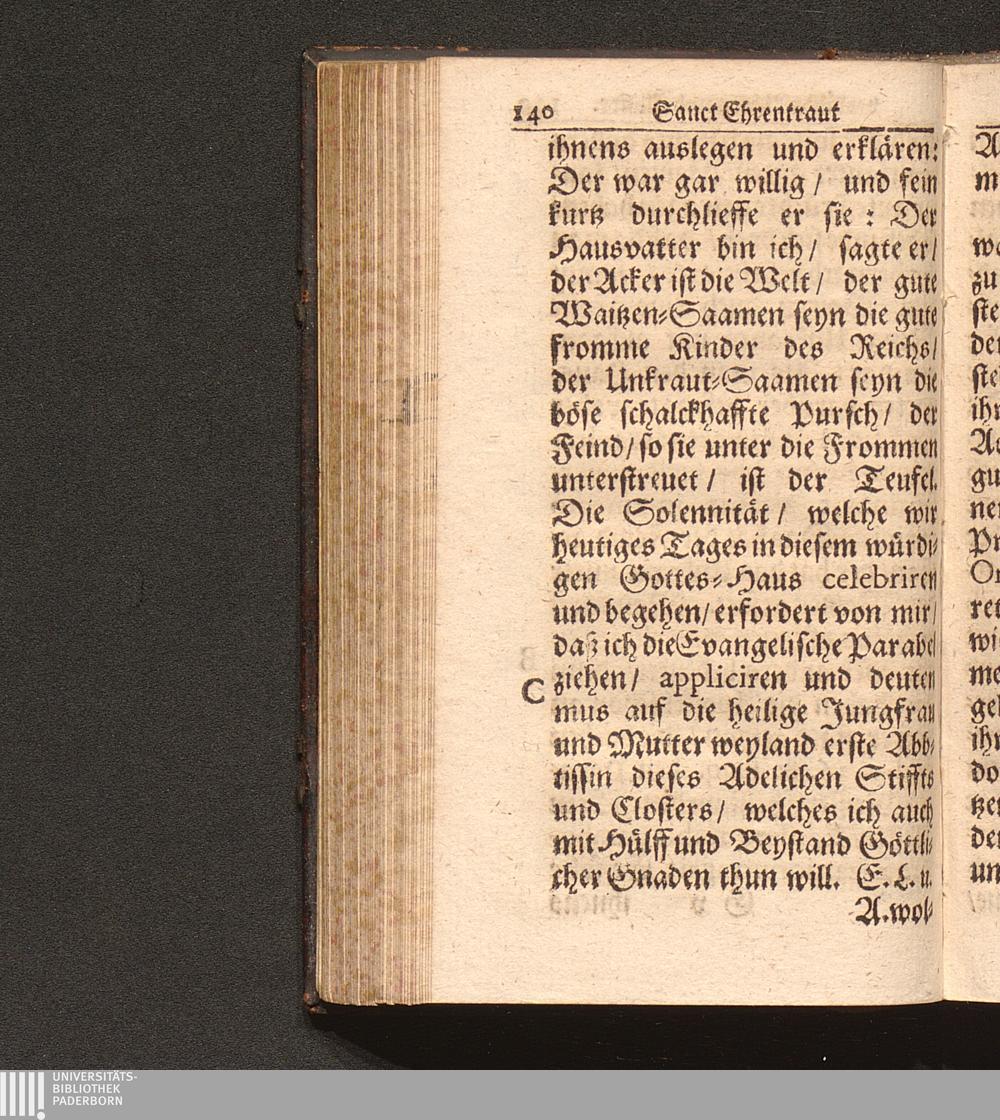 140 Sanct Ehrentraut
ihnens auslegen und erklären:
Der war gar willig / und fein
kurtz durchlieffe er sie : Der
Hausvatter bin ich / sagte er /
der Acker ist die Welt / der gute
Waitzen-Saamen seyn die gute
fromme Kinder des Reichs /
der Unkraut-Saamen seyn die
böse schalckhaffte Pursch / der
Feind / so sie unter die Frommen
unterstreuet / ist der Teufel.
Die Solennität / welche wir
heutiges Tages in diesem würdi-
gen Gottes-Haus celebriren
und begehen / erfordert von mir /
daß ich die Evangelische Parabel
ziehen / appliciren und deuten
C
mus auf die heilige Jungfrau
und Mutter weyland erste Abb-
tissin dieses Adelichen Stiffts
und Closters / welches ich auch
mit Hülff und Beystand Göttli-
cher Gnaden thun will. E. L. u.
A. wol-
UNIVERSITÄTS-
BIBLIOTHEK
PADERBORN